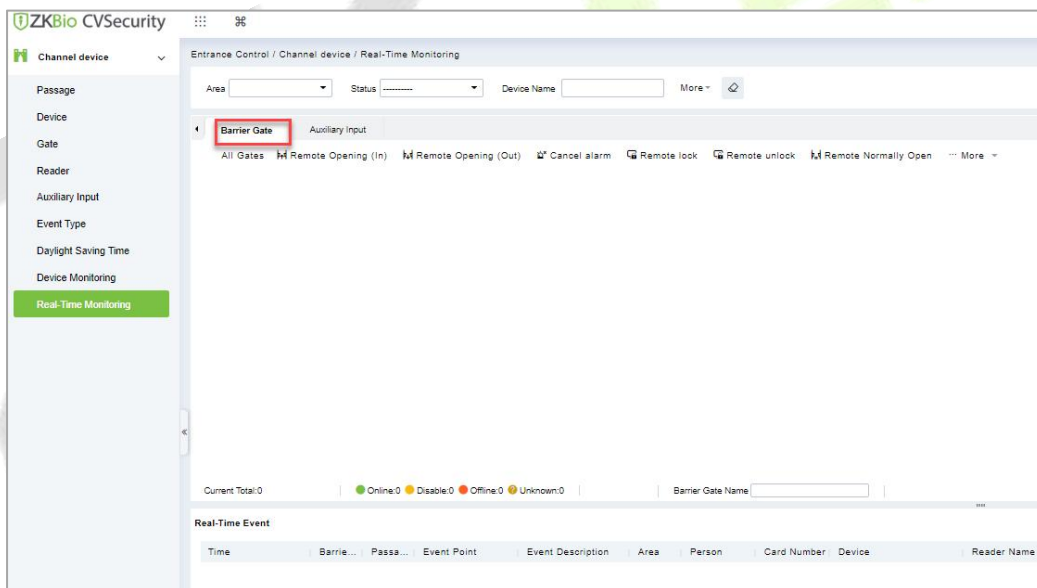 ZKBio CVSecurity
Channel device
Passage
Device
Gate
Reader
Auxiliary Input
Event Type
Daylight Saving Time
Device Monitoring
Real-Time Monitoring
Entrance Control / Channel device / Real-Time Monitoring
Area Status ---------- Device Name More
Barrier Gate Auxiliary Input
All Gates Remote Opening (In) Remote Opening (Out) Cancel alarm Remote lock Remote unlock Remote Normally Open ··· More
Current Total:0 Online:0 Disable:0 Offline:0 Unknown:0 Barrier Gate Name
Real-Time Event
Time Barrie... Passa... Event Point Event Description Area Person Card Number Device Reader Name